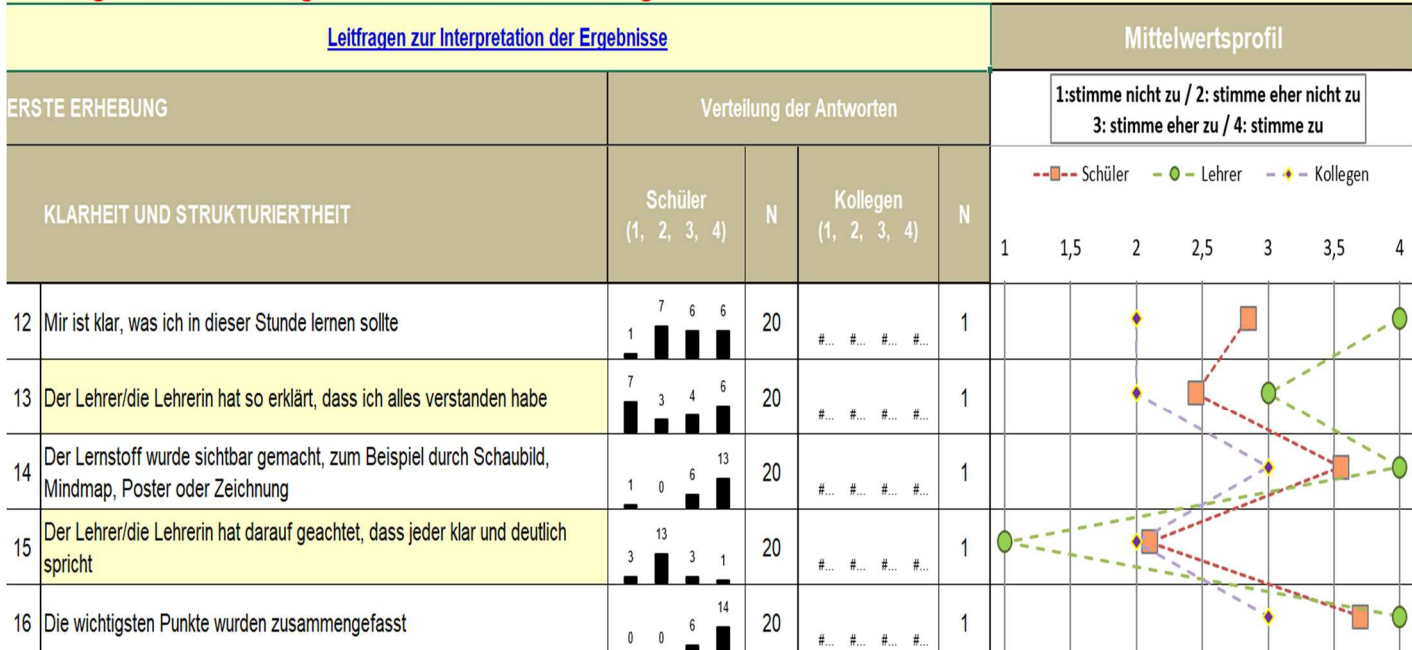 Leitfragen zur Interpretation der Ergebnisse
Mittelwertsprofil
ERSTE ERHEBUNG
Verteilung der Antworten
1:stimme nicht zu / 2: stimme eher nicht zu
3: stimme eher zu / 4: stimme zu
KLARHEIT UND STRUKTURIERTHEIT
Schüler
(1, 2, 3, 4)
N
Kollegen
(1, 2, 3, 4)
N
Schüler Lehrer Kollegen
1 1,5 2 2,5 3 3,5 4
12 Mir ist klar, was ich in dieser Stunde lernen sollte
1 7 6 6
20
#... #... #... #...
1
13 Der Lehrer/die Lehrerin hat so erklärt, dass ich alles verstanden habe
7 3 4 6
20
#... #... #... #...
1
14 Der Lernstoff wurde sichtbar gemacht, zum Beispiel durch Schaubild,
Mindmap, Poster oder Zeichnung
1 0 6 13
20
#... #... #... #...
1
15 Der Lehrer/die Lehrerin hat darauf geachtet, dass jeder klar und deutlich
spricht
3 13 3 1
20
#... #... #... #...
1
16 Die wichtigsten Punkte wurden zusammengefasst
0 0 6 14
20
#... #... #... #...
1